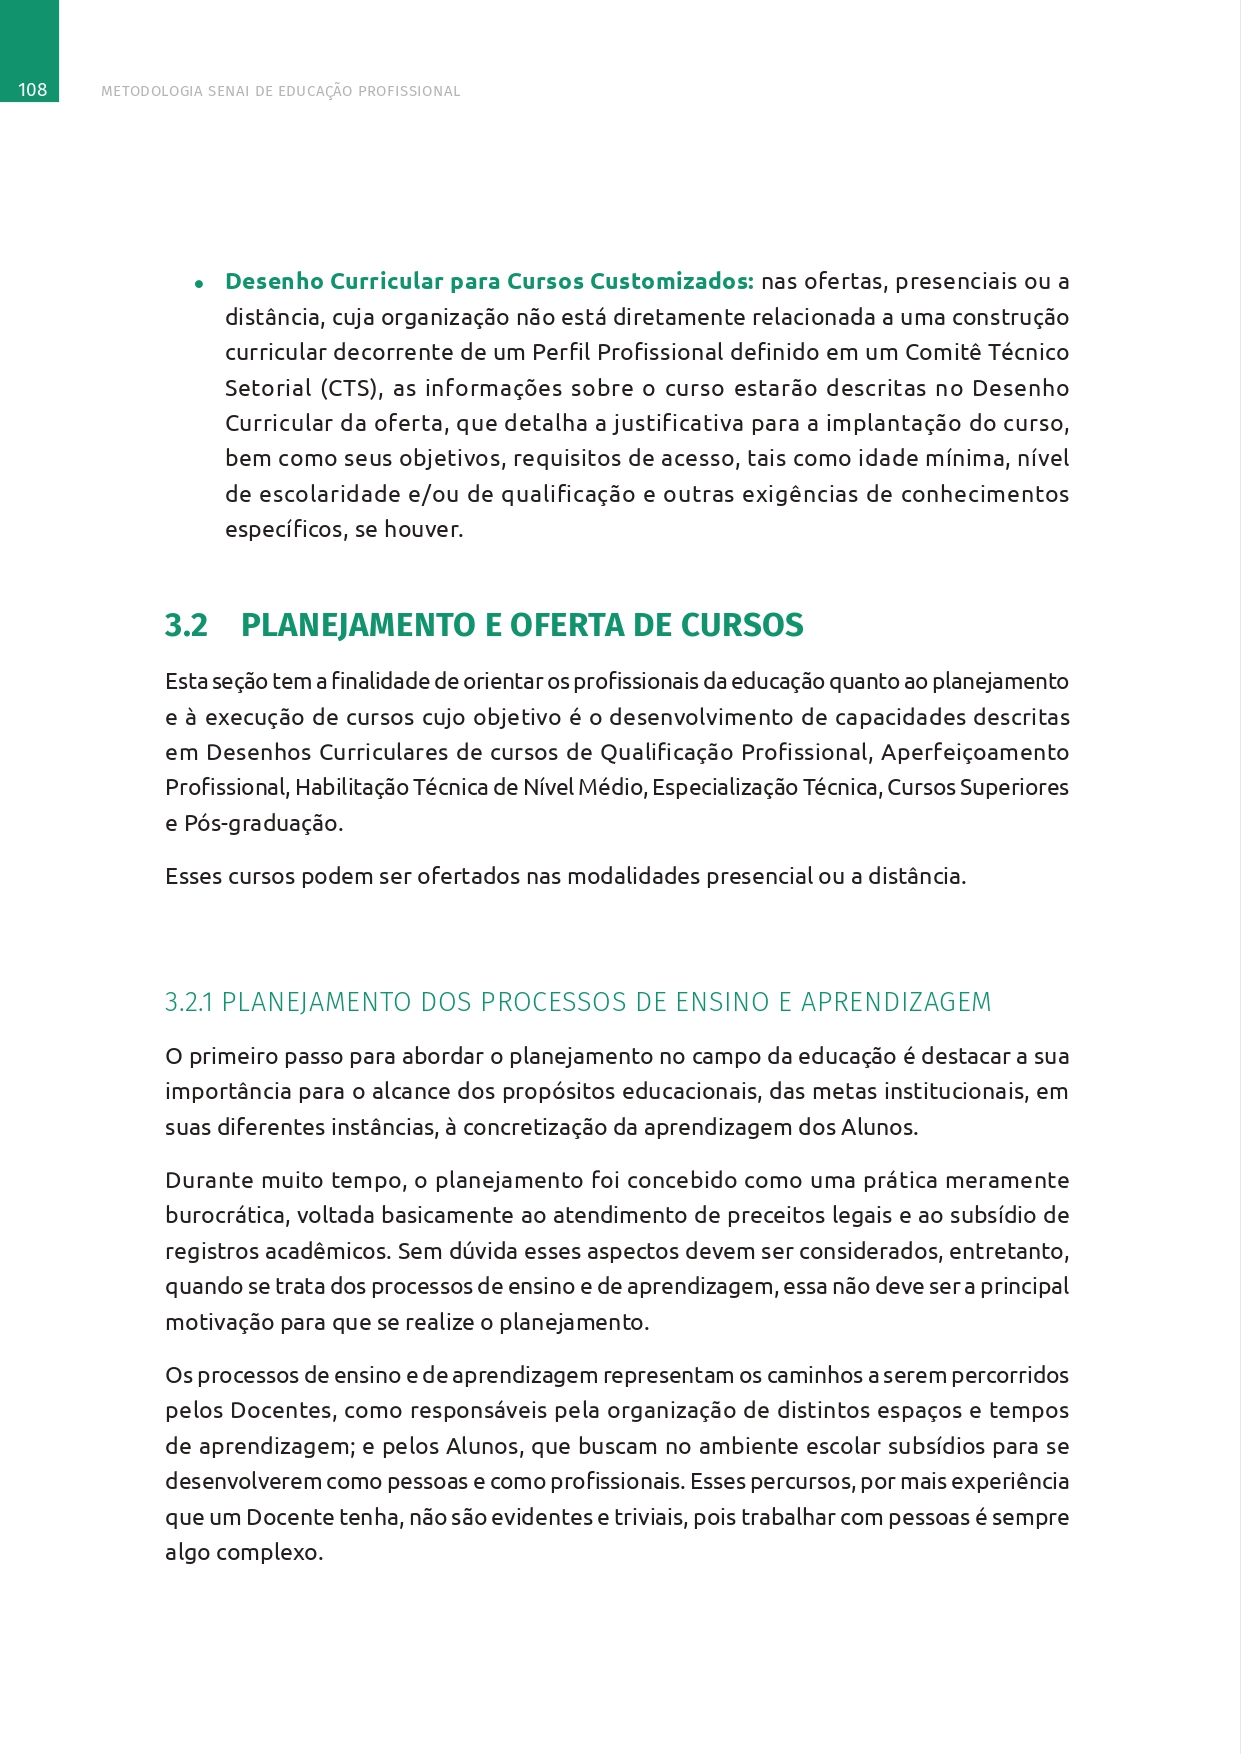 108
METODOLOGIA SENAI DE EDUCAÇÃO PROFISSIONAL
• Desenho Curricular para Cursos Customizados: nas ofertas, presenciais ou a
distância, cuja organização não está diretamente relacionada a uma construção
curricular decorrente de um Perfil Profissional definido em um Comitê Técnico
Setorial (CTS), as informações sobre o curso estarão descritas no Desenho
Curricular da oferta, que detalha a justificativa para a implantação do curso,
bem como seus objetivos, requisitos de acesso, tais como idade mínima, nível
de escolaridade e/ou de qualificação e outras exigências de conhecimentos
específicos, se houver.
3.2 PLANEJAMENTO E OFERTA DE CURSOS
Esta seção tem a finalidade de orientar os profissionais da educação quanto ao planejamento
e à execução de cursos cujo objetivo é o desenvolvimento de capacidades descritas
em Desenhos Curriculares de cursos de Qualificação Profissional, Aperfeiçoamento
Profissional, Habilitação Técnica de Nível Médio, Especialização Técnica, Cursos Superiores
e Pós-graduação.
Esses cursos podem ser ofertados nas modalidades presencial ou a distância.
3.2.1 PLANEJAMENTO DOS PROCESSOS DE ENSINO E APRENDIZAGEM
O primeiro passo para abordar o planejamento no campo da educação é destacar a sua
importância para o alcance dos propósitos educacionais, das metas institucionais, em
suas diferentes instâncias, à concretização da aprendizagem dos Alunos.
Durante muito tempo, o planejamento foi concebido como uma prática meramente
burocrática, voltada basicamente ao atendimento de preceitos legais e ao subsídio de
registros acadêmicos. Sem dúvida esses aspectos devem ser considerados, entretanto,
quando se trata dos processos de ensino e de aprendizagem, essa não deve ser a principal
motivação para que se realize o planejamento.
Os processos de ensino e de aprendizagem representam os caminhos a serem percorridos
pelos Docentes, como responsáveis pela organização de distintos espaços e tempos
de aprendizagem; e pelos Alunos, que buscam no ambiente escolar subsídios para se
desenvolverem como pessoas e como profissionais. Esses percursos, por mais experiência
que um Docente tenha, não são evidentes e triviais, pois trabalhar com pessoas é sempre
algo complexo.